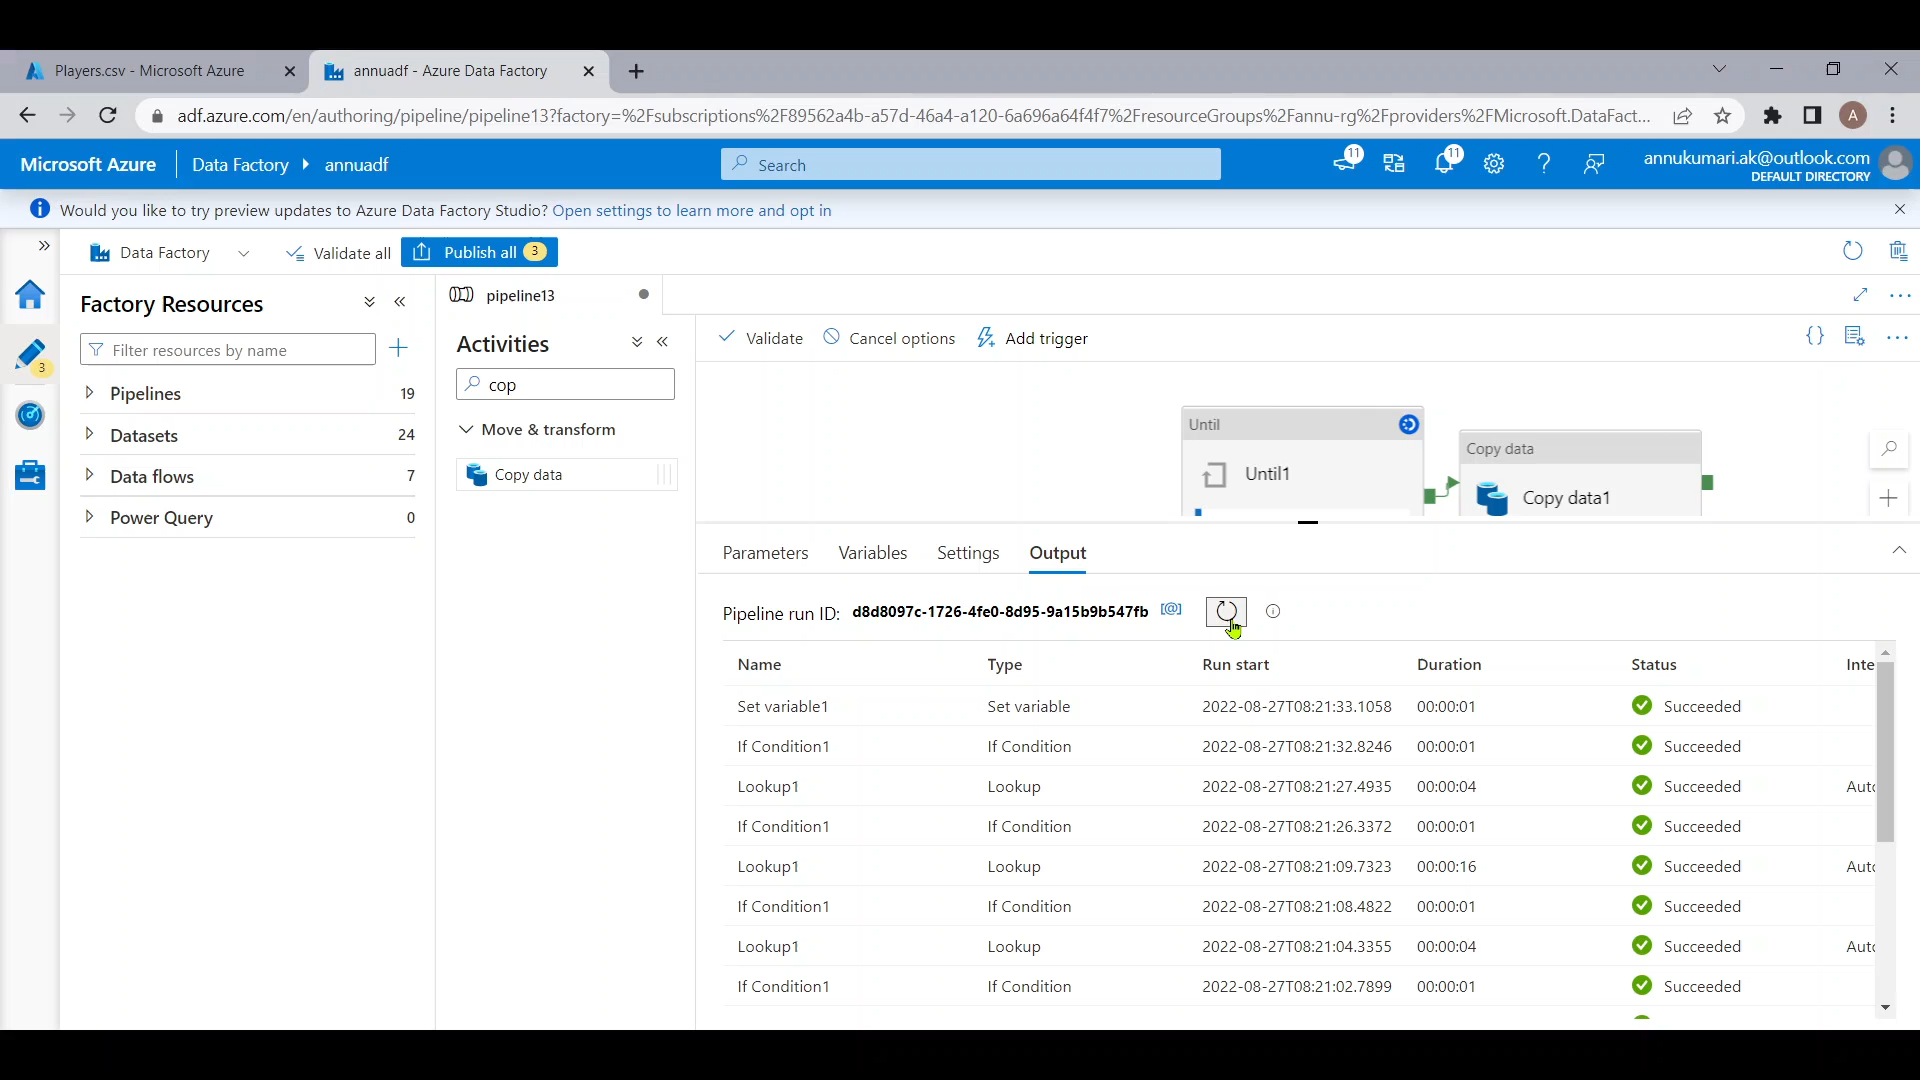 Players.csv - Microsoft Azure
annuadf - Azure Data Factory
adf.azure.com/en/authoring/pipeline/pipeline13?factory=%2Fsubscriptions%2F89562a4b-a57d-46a4-a120-6a696a64f4f7%2FresourceGroups%2Fannu-rg%2Fproviders%2FMicrosoft.DataFact...
A
Microsoft Azure
Data Factory
annuadf
Search
11
11
annukumari.ak@outlook.com
DEFAULT DIRECTORY
Would you like to try preview updates to Azure Data Factory Studio? Open settings to learn more and opt in
Data Factory
Validate all
Publish all 3
Factory Resources
Filter resources by name
3
Pipelines 19
Datasets 24
Data flows 7
Power Query 0
pipeline13
Activities
cop
Move & transform
Copy data
Validate
Cancel options
Add trigger
Until
Until1
Copy data
Copy data1
Parameters Variables Settings Output
Pipeline run ID: d8d8097c-1726-4fe0-8d95-9a15b9b547fb
Name Type Run start Duration Status Inte
Set variable1 Set variable 2022-08-27T08:21:33.1058 00:00:01 Succeeded
If Condition1 If Condition 2022-08-27T08:21:32.8246 00:00:01 Succeeded
Lookup1 Lookup 2022-08-27T08:21:27.4935 00:00:04 Succeeded Auto
If Condition1 If Condition 2022-08-27T08:21:26.3372 00:00:01 Succeeded
Lookup1 Lookup 2022-08-27T08:21:09.7323 00:00:16 Succeeded Auto
If Condition1 If Condition 2022-08-27T08:21:08.4822 00:00:01 Succeeded
Lookup1 Lookup 2022-08-27T08:21:04.3355 00:00:04 Succeeded Auto
If Condition1 If Condition 2022-08-27T08:21:02.7899 00:00:01 Succeeded